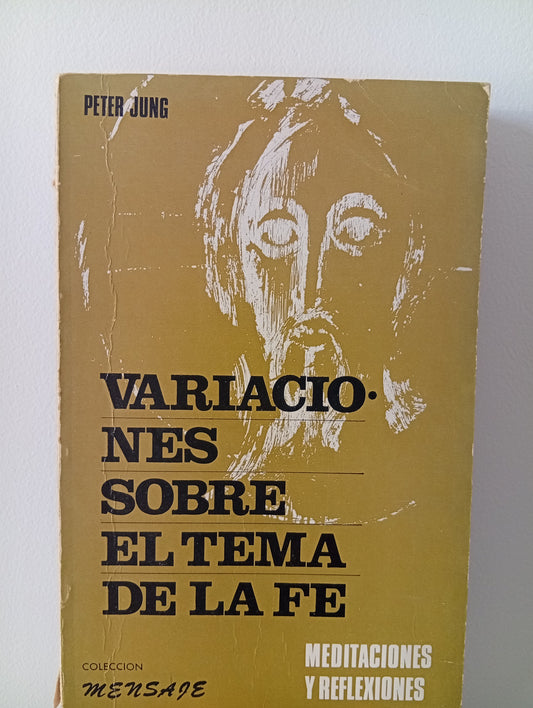 PETER JUNG
VARIACIO·
NES
SOBRE
EL TEMA
DE LA FE
COLECCION
MENSAJE
MEDITACIONES
Y REFLEXIONES